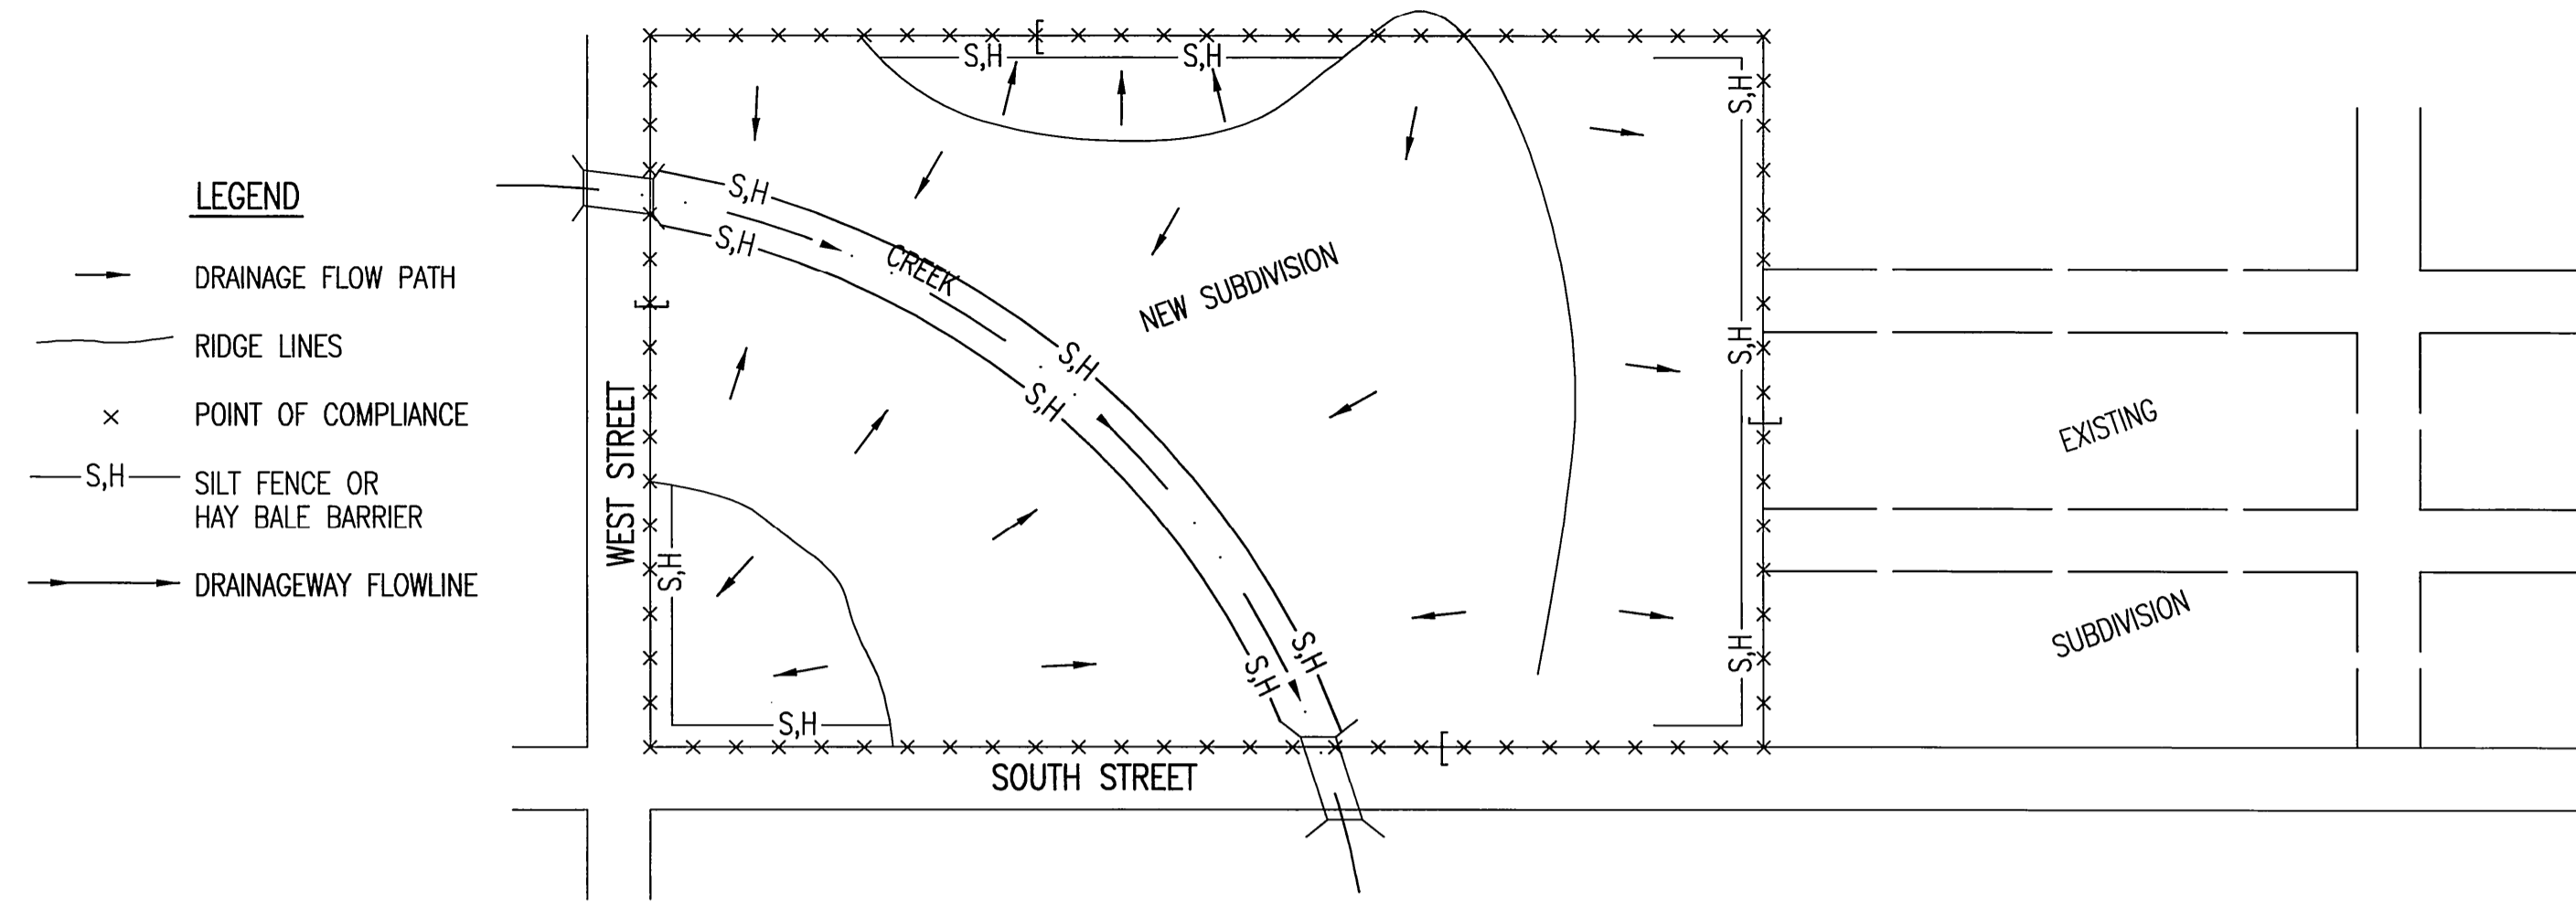 LEGEND
DRAINAGE FLOW PATH
RIDGE LINES
POINT OF COMPLIANCE
S,H
SILT FENCE OR
HAY BALE BARRIER
DRAINAGEWAY FLOWLINE
S,H
S,H
S,H
S,H
S,H
CREEK
NEW SUBDIVISION
S,H
S,H
S,H
WEST STREET
EXISTING
S,H
S,H
S,H
S,H
SUBDIVISION
S,H
SOUTH STREET